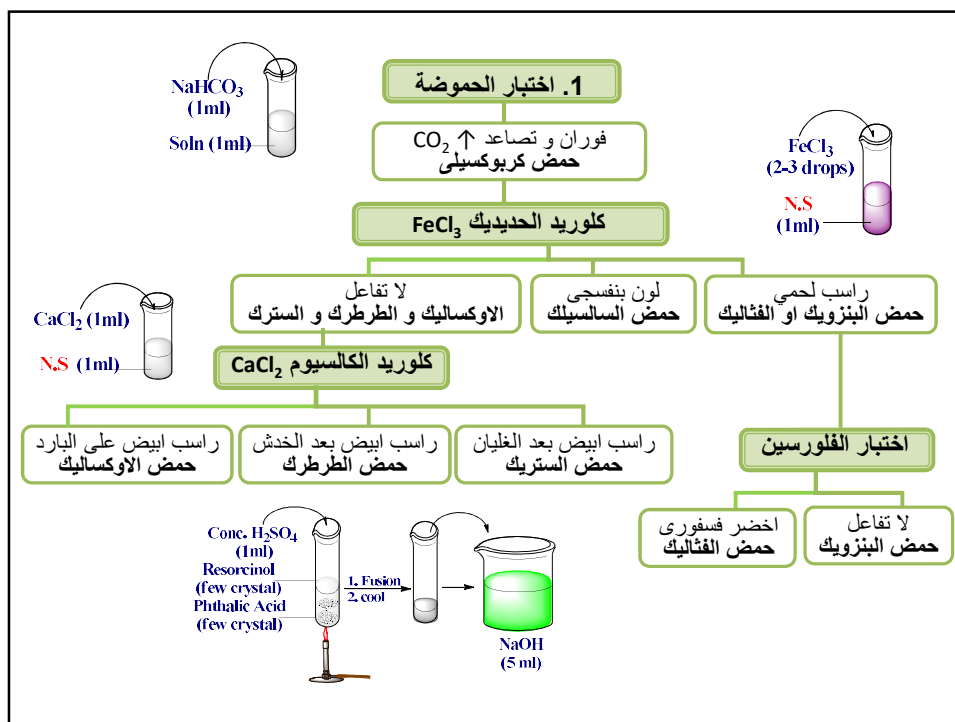 1. اختبار الحموضة
NaHCO3
(1ml)
Soln (1ml)
فوران و تصاعد ↑ CO2
حمض كربوكسيلى
FeCl3
(2-3 drops)
N.S
(1ml)
كلوريد الحديديك FeCl3
راسب لحمي
حمض البنزويك او الفثاليك
لون بنفسجى
حمض السالسيلك
لا تفاعل
الاوكساليك و الطرطرك و السترك
CaCl2 (1ml)
N.S (1ml)
كلوريد الكالسيوم CaCl2
راسب ابيض بعد الغليان
حمض الستريك
راسب ابيض بعد الخدش
حمض الطرطرك
راسب ابيض على البارد
حمض الاوكساليك
اختبار الفلورسين
لا تفاعل
حمض البنزويك
اخضر فسفورى
حمض الفثاليك
Conc. H2SO4
(1ml)
Resorcinol
(few crystal)
Phthalic Acid
(few crystal)
1. Fusion
2. cool
NaOH
(5 ml)